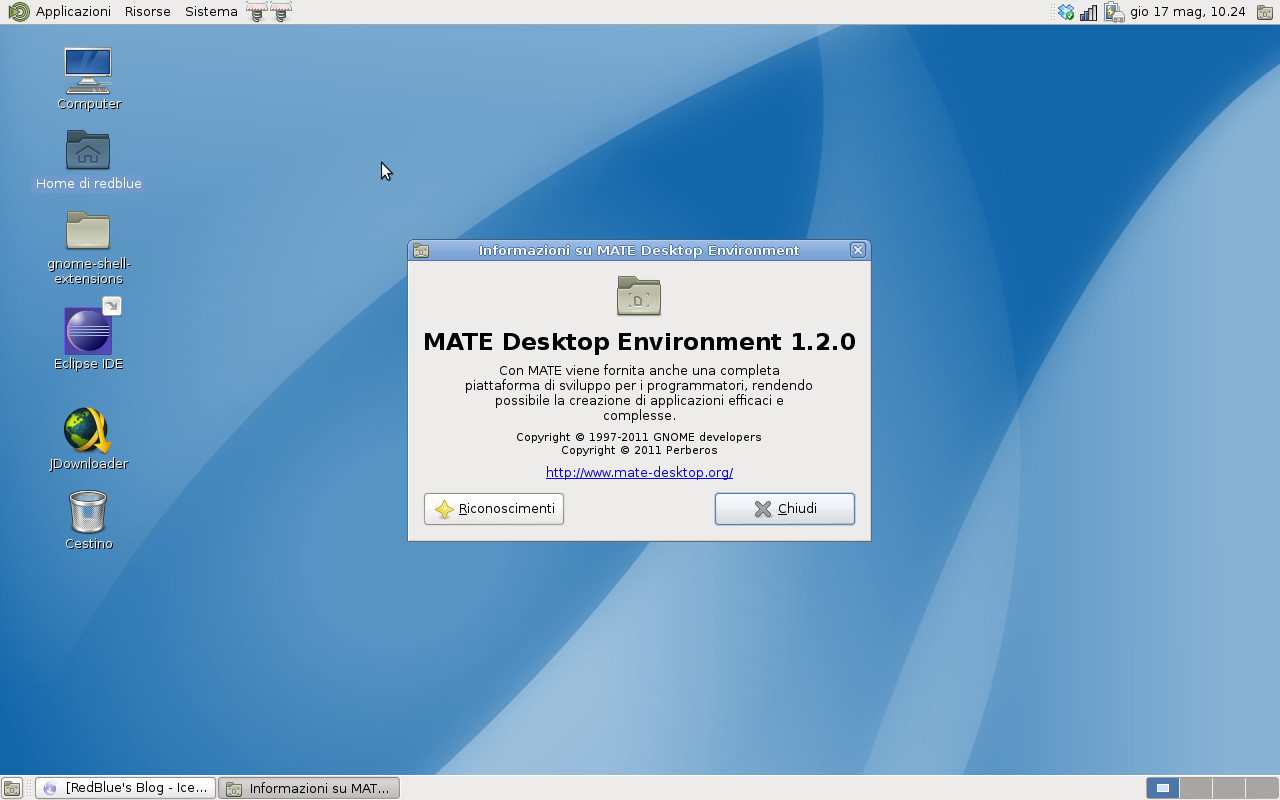 Applicazioni Risorse Sistema gio 17 mag, 10.24
Computer
Home di redblue
gnome-shell-
extensions
Eclipse IDE
JDownloader
Cestino
Informazioni su MATE Desktop Environment
D
MATE Desktop Environment 1.2.0
Con MATE viene fornita anche una completa
piattaforma di sviluppo per i programmatori, rendendo
possibile la creazione di applicazioni efficaci e
complesse.
Copyright © 1997-2011 GNOME developers
Copyright © 2011 Perberos
http://www.mate-desktop.org/
Riconoscimenti Chiudi
[RedBlue's Blog - Ice... Informazioni su MAT...